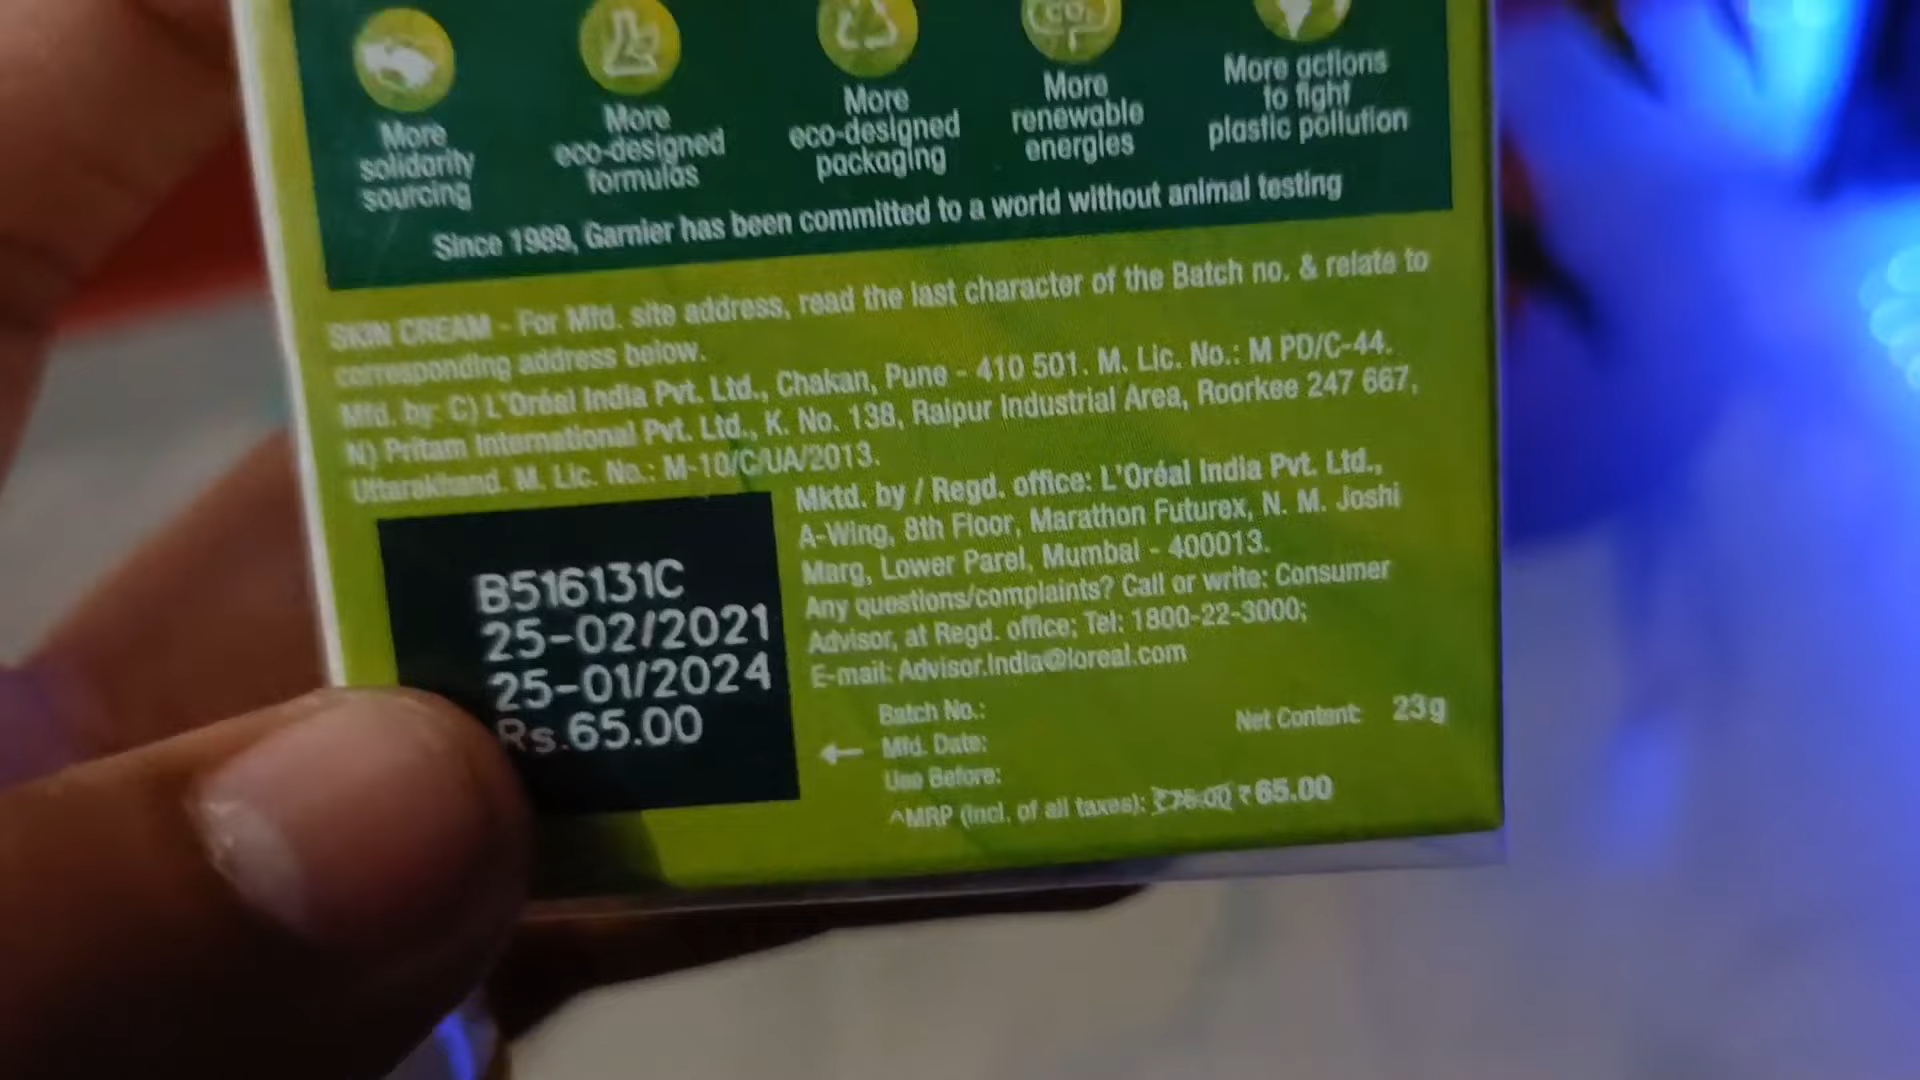 More
solidarity
sourcing
More
eco-designed
formulas
More
eco-designed
packaging
CO₂
More
renewable
energies
More actions
to fight
plastic pollution
Since 1989, Garnier has been committed to a world without animal testing
SKIN CREAM - For Mfd. site address, read the last character of the Batch no. & relate to
corresponding address below.
Mfd. by: C) L'Oréal India Pvt. Ltd., Chakan, Pune - 410 501. M. Lic. No.: M PD/C-44.
N) Pritam International Pvt. Ltd., K. No. 138, Raipur Industrial Area, Roorkee 247 667,
Uttarakhand. M. Lic. No.: M-10/C/UA/2013.
Mktd. by / Regd. office: L'Oréal India Pvt. Ltd.,
A-Wing, 8th Floor, Marathon Futurex, N. M. Joshi
Marg, Lower Parel, Mumbai - 400013.
Any questions/complaints? Call or write: Consumer
Advisor, at Regd. office; Tel: 1800-22-3000;
E-mail: Advisor.India@loreal.com
B516131C
25-02/2021
25-01/2024
Rs.65.00
Batch No.:
Mfd. Date:
Use Before:
^MRP (incl. of all taxes): ₹75.00 ₹65.00
Net Content: 23g